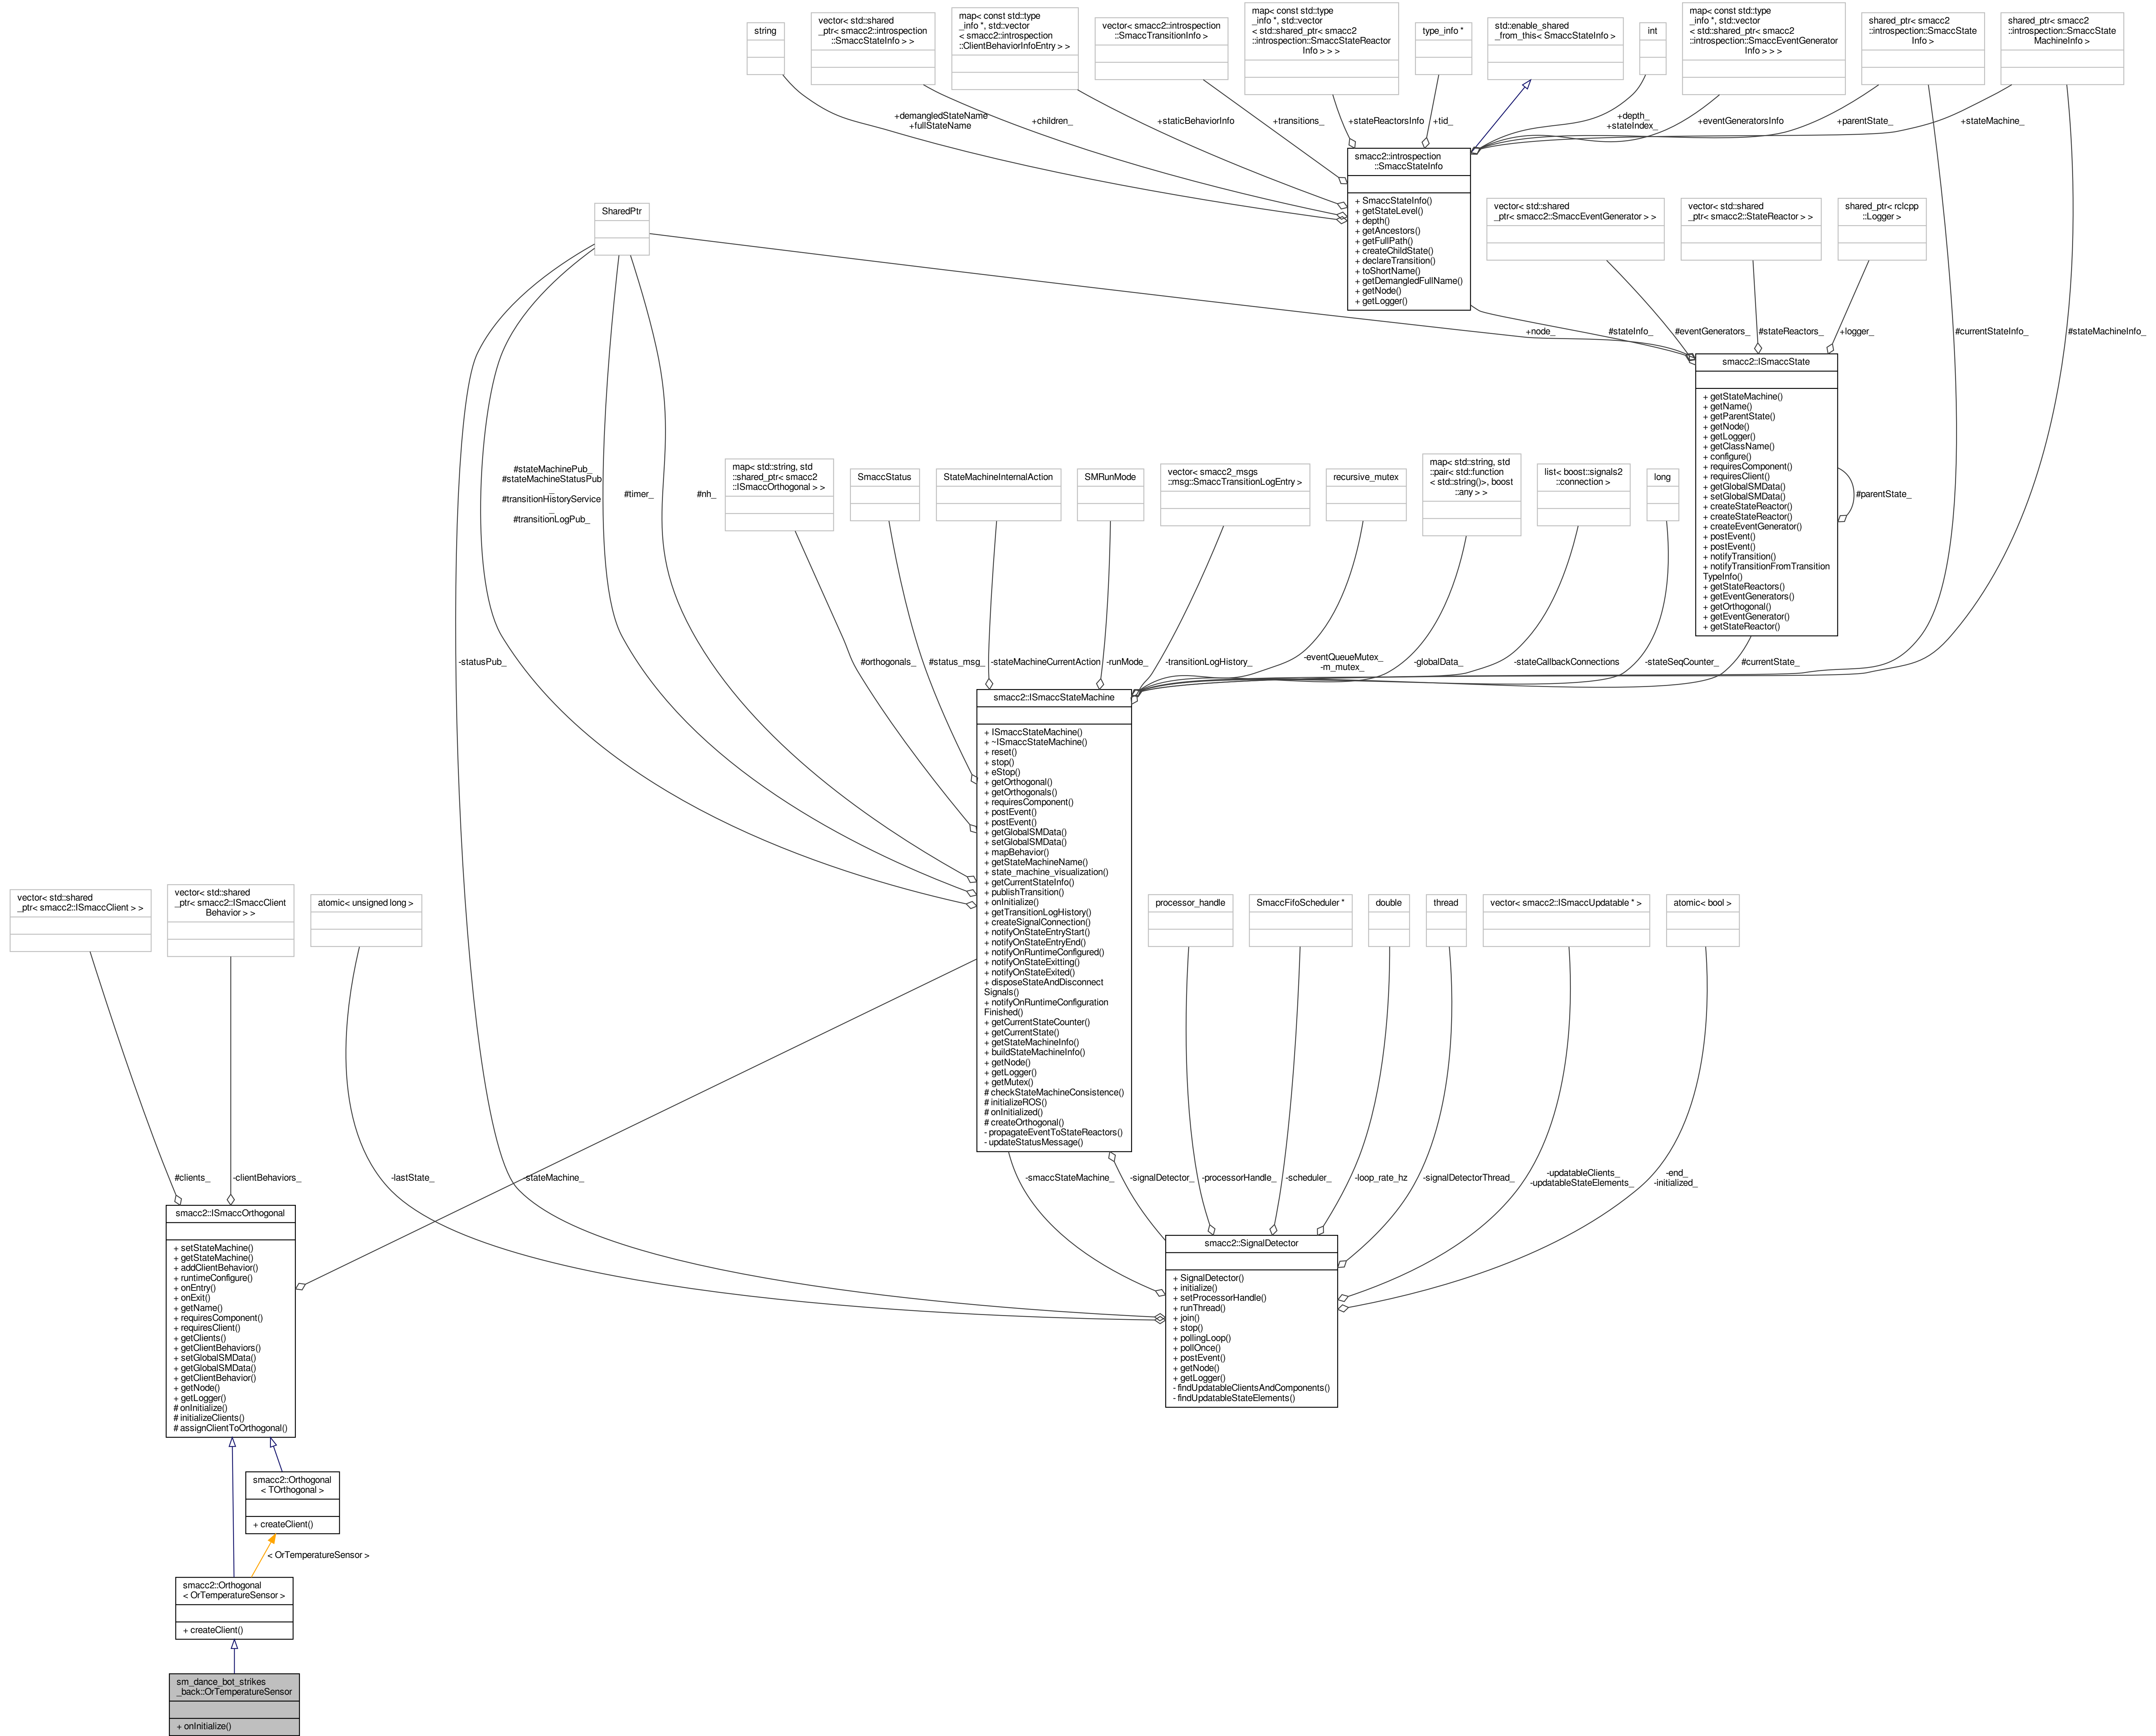 string
vector< std::shared
_ptr< smacc2::introspection
::SmaccStateInfo > >
map< const std::type
_info *, std::vector
< smacc2::introspection
::ClientBehaviorInfoEntry > >
vector< smacc2::introspection
::SmaccTransitionInfo >
map< const std::type
_info *, std::vector
< std::shared_ptr< smacc2
::introspection::SmaccStateReactor
Info > > >
type_info *
std::enable_shared
_from_this< SmaccStateInfo >
int
map< const std::type
_info *, std::vector
< std::shared_ptr< smacc2
::introspection::SmaccEventGenerator
Info > > >
shared_ptr< smacc2
::introspection::SmaccState
Info >
shared_ptr< smacc2
::introspection::SmaccState
MachineInfo >
+demangledStateName
+fullStateName
+children_
+staticBehaviorInfo
+transitions_
+stateReactorsInfo
+tid_
+depth_
+stateIndex_
+eventGeneratorsInfo
+parentState_
+stateMachine_
smacc2::introspection
::SmaccStateInfo
+ SmaccStateInfo()
+ getStateLevel()
+ depth()
+ getAncestors()
+ getFullPath()
+ createChildState()
+ declareTransition()
+ toShortName()
+ getDemangledFullName()
+ getNode()
+ getLogger()
SharedPtr
vector< std::shared
_ptr< smacc2::SmaccEventGenerator > >
vector< std::shared
_ptr< smacc2::StateReactor > >
shared_ptr< rclcpp
::Logger >
+node_
#stateInfo_
#eventGenerators_
#stateReactors_
+logger_
#currentStateInfo_
#stateMachineInfo_
smacc2::ISmaccState
+ getStateMachine()
+ getName()
+ getParentState()
+ getNode()
+ getLogger()
+ getClassName()
+ configure()
+ requiresComponent()
+ requiresClient()
+ getGlobalSMData()
+ setGlobalSMData()
+ createStateReactor()
+ createStateReactor()
+ createEventGenerator()
+ postEvent()
+ postEvent()
+ notifyTransition()
+ notifyTransitionFromTransition
TypeInfo()
+ getStateReactors()
+ getEventGenerators()
+ getOrthogonal()
+ getEventGenerator()
+ getStateReactor()
#parentState_
#stateMachinePub_
#stateMachineStatusPub
_
#transitionHistoryService
_
#transitionLogPub_
#timer_
#nh_
map< std::string, std
::shared_ptr< smacc2
::ISmaccOrthogonal > >
SmaccStatus
StateMachineInternalAction
SMRunMode
vector< smacc2_msgs
::msg::SmaccTransitionLogEntry >
recursive_mutex
map< std::string, std
::pair< std::function
< std::string()>, boost
::any > >
list< boost::signals2
::connection >
long
-statusPub_
#orthogonals_
#status_msg_
-stateMachineCurrentAction
-runMode_
-transitionLogHistory_
-eventQueueMutex_
-m_mutex_
-globalData_
-stateCallbackConnections
-stateSeqCounter_
#currentState_
smacc2::ISmaccStateMachine
+ ISmaccStateMachine()
+ ~ISmaccStateMachine()
+ reset()
+ stop()
+ eStop()
+ getOrthogonal()
+ getOrthogonals()
+ requiresComponent()
+ postEvent()
+ postEvent()
+ getGlobalSMData()
+ setGlobalSMData()
+ mapBehavior()
+ getStateMachineName()
+ state_machine_visualization()
+ getCurrentStateInfo()
+ publishTransition()
+ onInitialize()
+ getTransitionLogHistory()
+ createSignalConnection()
+ notifyOnStateEntryStart()
+ notifyOnStateEntryEnd()
+ notifyOnRuntimeConfigured()
+ notifyOnStateExitting()
+ notifyOnStateExited()
+ disposeStateAndDisconnect
Signals()
+ notifyOnRuntimeConfiguration
Finished()
+ getCurrentStateCounter()
+ getCurrentState()
+ getStateMachineInfo()
+ buildStateMachineInfo()
+ getNode()
+ getLogger()
+ getMutex()
# checkStateMachineConsistence()
# initializeROS()
# onInitialized()
# createOrthogonal()
- propagateEventToStateReactors()
- updateStatusMessage()
vector< std::shared
_ptr< smacc2::ISmaccClient > >
vector< std::shared
_ptr< smacc2::ISmaccClient
Behavior > >
atomic< unsigned long >
processor_handle
SmaccFifoScheduler *
double
thread
vector< smacc2::ISmaccUpdatable * >
atomic< bool >
#clients_
-clientBehaviors_
-lastState_
-stateMachine_
-smaccStateMachine_
-signalDetector_
-processorHandle_
-scheduler_
-loop_rate_hz
-signalDetectorThread_
-updatableClients_
-updatableStateElements_
-end_
-initialized_
smacc2::ISmaccOrthogonal
+ setStateMachine()
+ getStateMachine()
+ addClientBehavior()
+ runtimeConfigure()
+ onEntry()
+ onExit()
+ getName()
+ requiresComponent()
+ requiresClient()
+ getClients()
+ getClientBehaviors()
+ setGlobalSMData()
+ getGlobalSMData()
+ getClientBehavior()
+ getNode()
+ getLogger()
# onInitialize()
# initializeClients()
# assignClientToOrthogonal()
smacc2::SignalDetector
+ SignalDetector()
+ initialize()
+ setProcessorHandle()
+ runThread()
+ join()
+ stop()
+ pollingLoop()
+ pollOnce()
+ postEvent()
+ getNode()
+ getLogger()
- findUpdatableClientsAndComponents()
- findUpdatableStateElements()
smacc2::Orthogonal
< TOrthogonal >
+ createClient()
< OrTemperatureSensor >
smacc2::Orthogonal
< OrTemperatureSensor >
+ createClient()
sm_dance_bot_strikes
_back::OrTemperatureSensor
+ onInitialize()